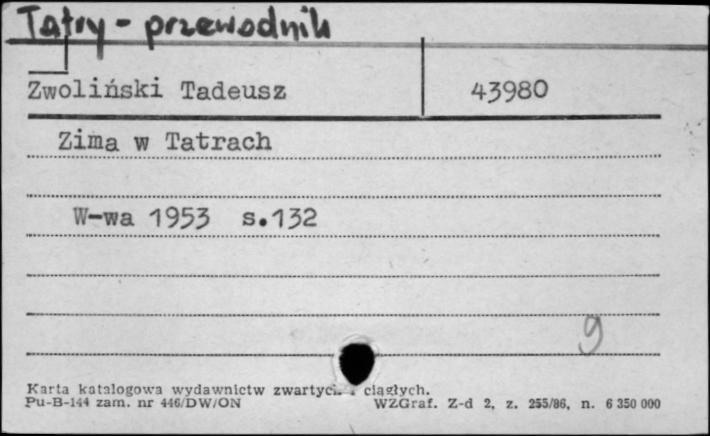 Tatry - przewodnik
Zwoliński Tadeusz 43980
Zima w Tatrach
W-wa 1953 s.132
9
Karta katalogowa wydawnictw zwartych i ciągłych.
Pu-B-144 zam. nr 446/DW/ON WZGraf. Z-d 2, z. 255/86, n. 6 350 000